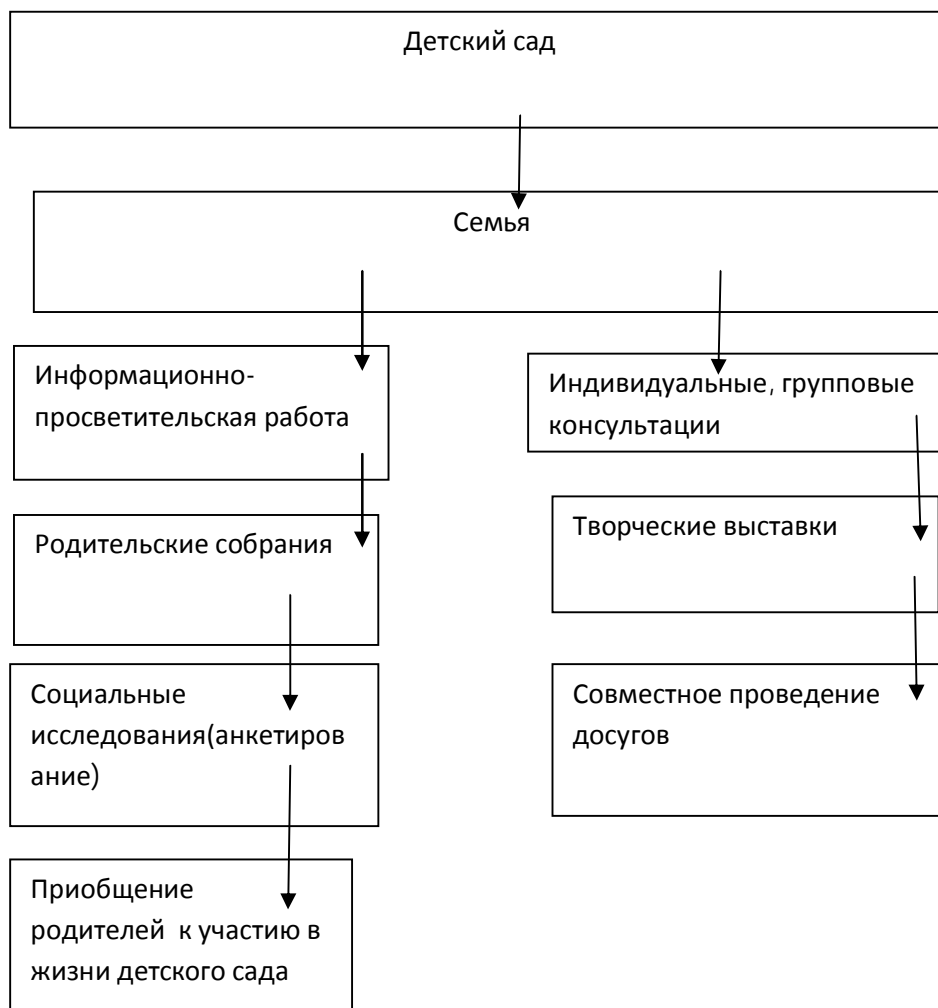 Детский сад
Семья
Информационно-
просветительская работа
Родительские собрания
Социальные
исследования(анкетиров
ание)
Приобщение
родителей  к участию в
жизни детского сада
Индивидуальные, групповые
консультации
Творческие выставки
Совместное проведение
досугов